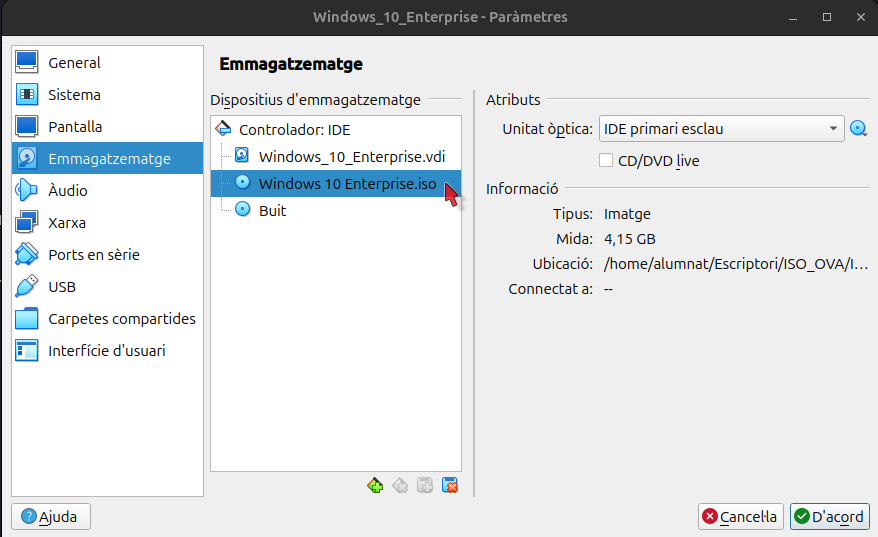 Windows_10_Enterprise - Paràmetres
General
Sistema
Pantalla
Emmagatzematge
Àudio
Xarxa
Ports en sèrie
USB
Carpetes compartides
Interfície d'usuari
Emmagatzematge
Dispositius d'emmagatzematge
Controlador: IDE
Windows_10_Enterprise.vdi
Windows 10 Enterprise.iso
Buit
Atributs
Unitat òptica: IDE primari esclau
CD/DVD live
Informació
Tipus: Imatge
Mida: 4,15 GB
Ubicació: /home/alumnat/Escriptori/ISO_OVA/I...
Connectat a: --
Ajuda
Cancel·la
D'acord